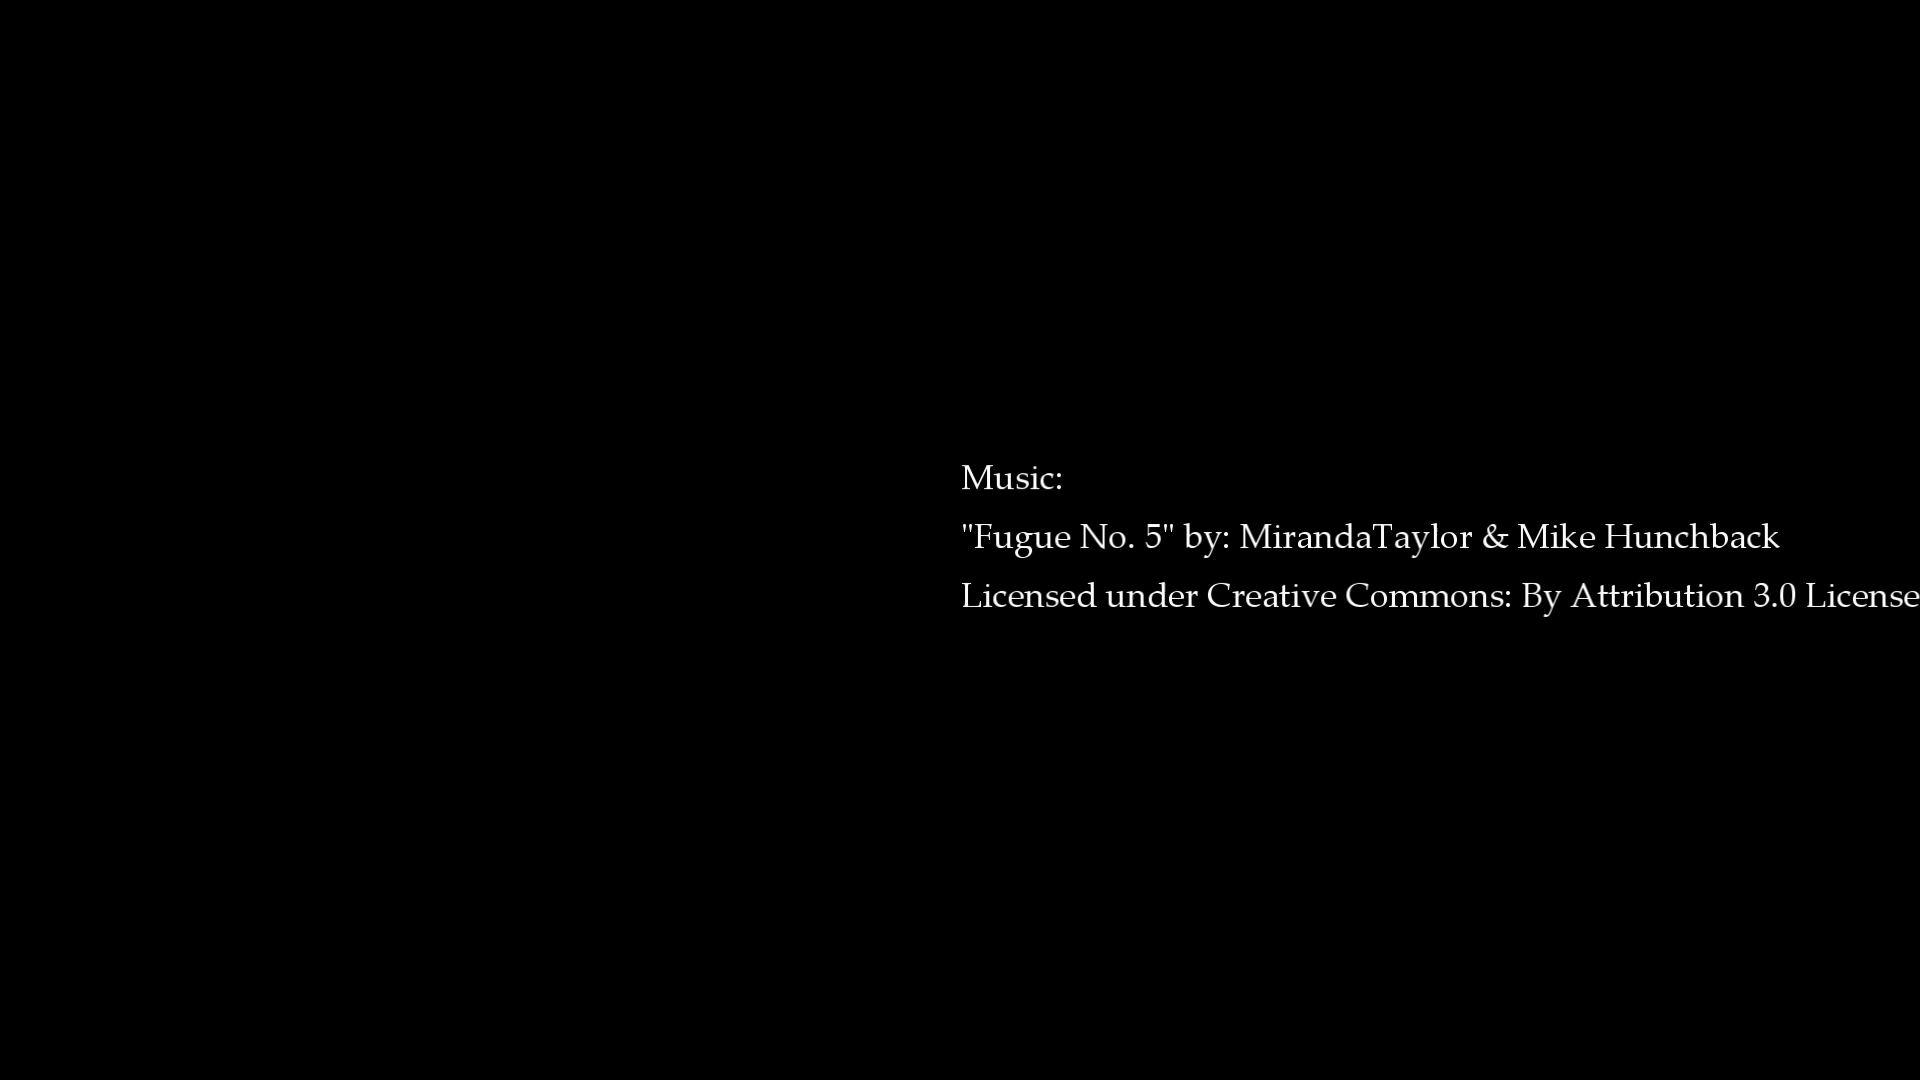 Music:
"Fugue No. 5" by: MirandaTaylor & Mike Hunchback
Licensed under Creative Commons: By Attribution 3.0 License